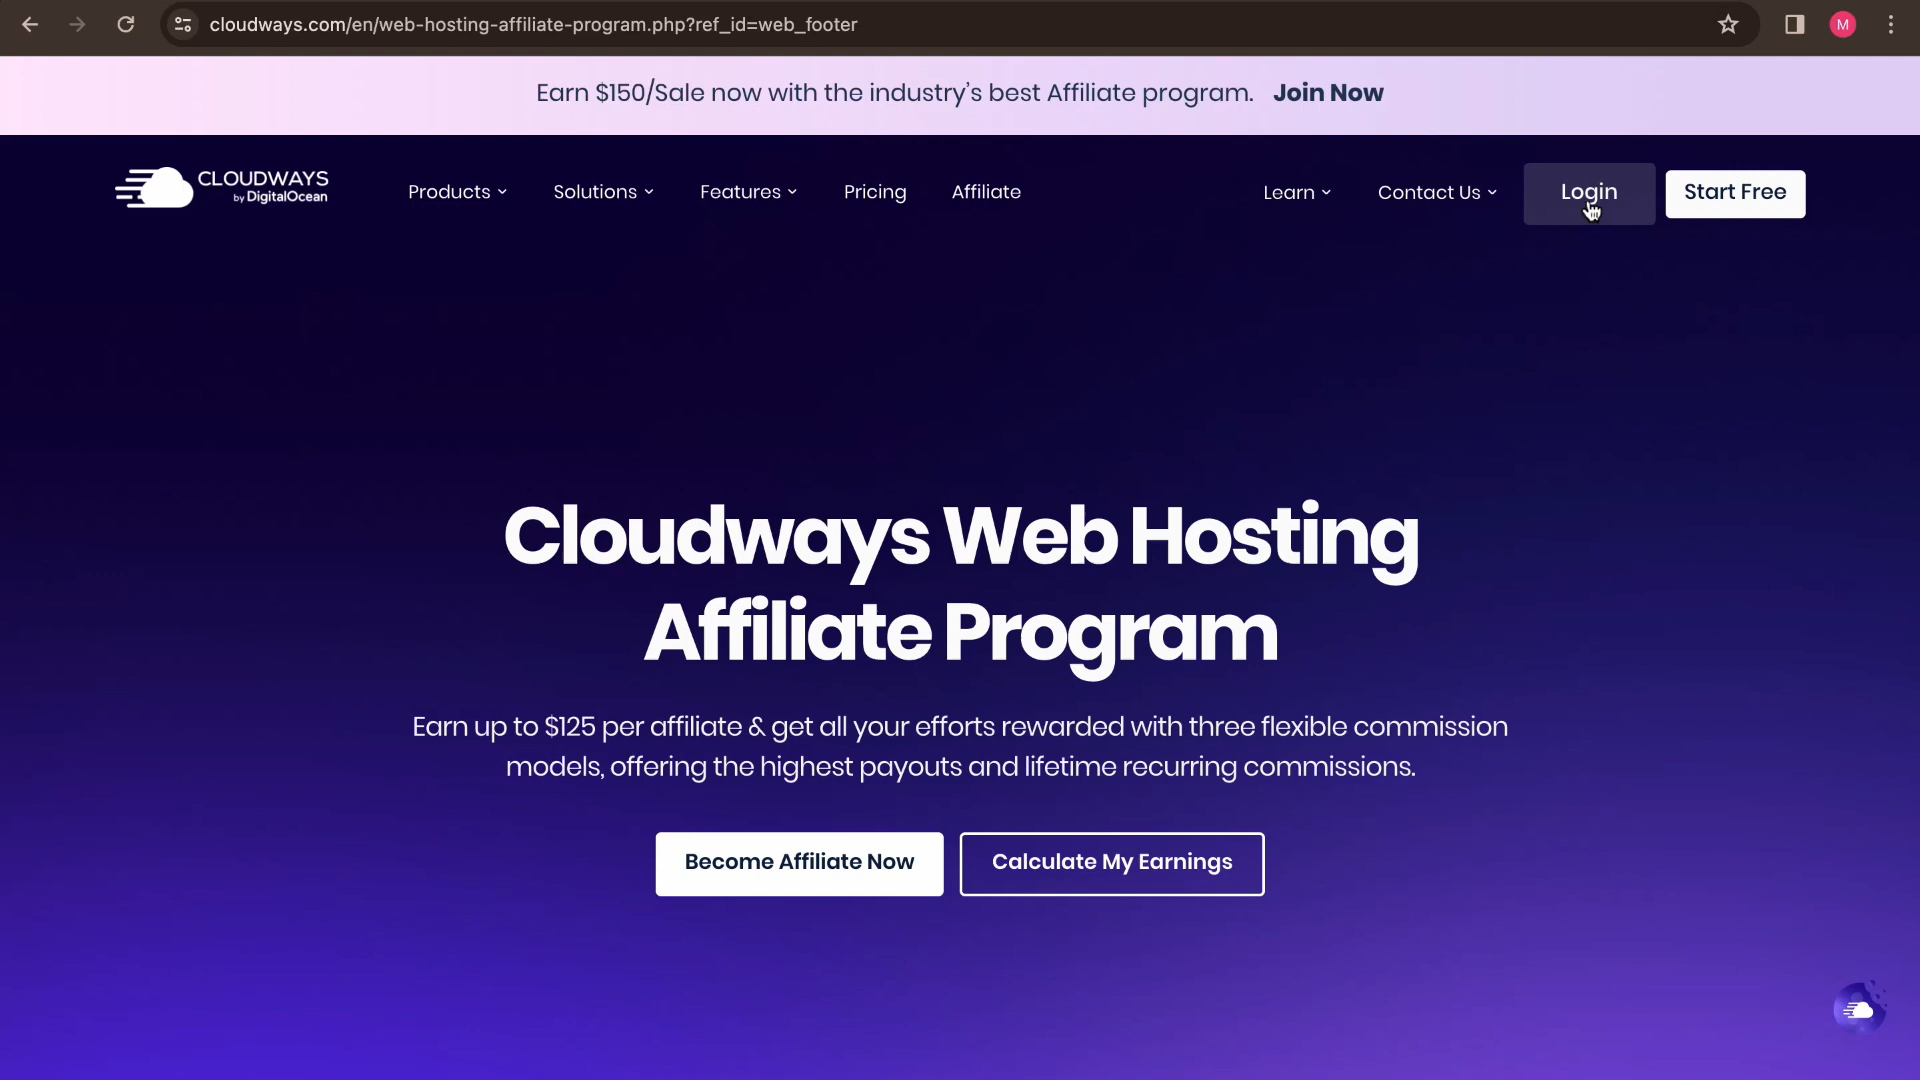 cloudways.com/en/web-hosting-affiliate-program.php?ref_id=web_footer
M
Earn $150/Sale now with the industry’s best Affiliate program. Join Now
CLOUDWAYS
by DigitalOcean
Products
Solutions
Features
Pricing
Affiliate
Learn
Contact Us
Login
Start Free
Cloudways Web Hosting
Affiliate Program
Earn up to $125 per affiliate & get all your efforts rewarded with three flexible commission
models, offering the highest payouts and lifetime recurring commissions.
Become Affiliate Now
Calculate My Earnings